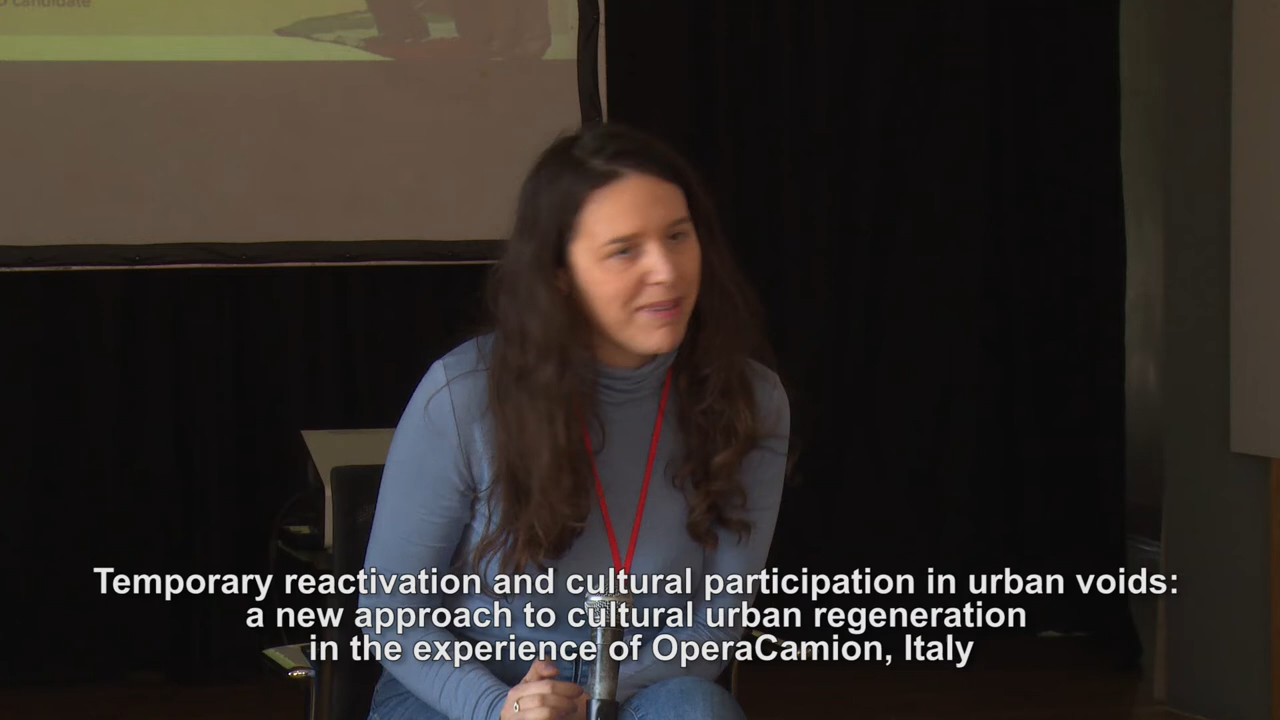 candidate
Temporary reactivation and cultural participation in urban voids:
a new approach to cultural urban regeneration
in the experience of OperaCamion, Italy